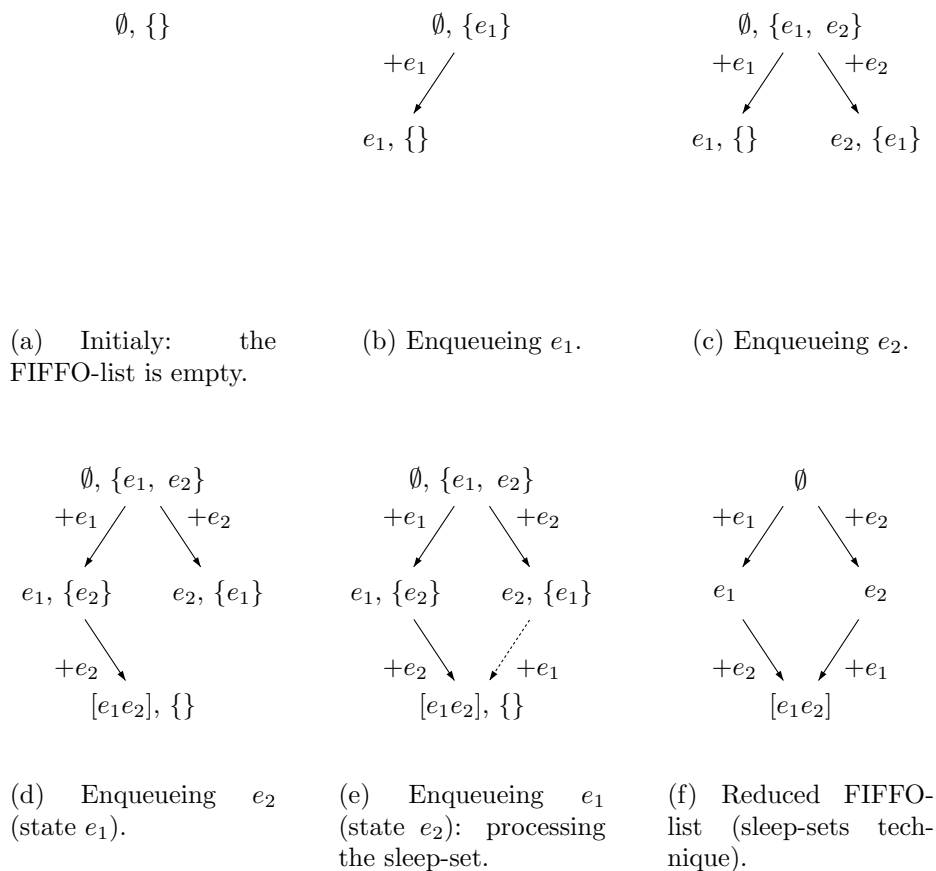 ∅, {}
∅, {e₁}
∅, {e₁, e₂}
+e₁
+e₁
+e₂
e₁, {}
e₁, {}
e₂, {e₁}
(a) Initialy: the
FIFFO-list is empty.
(b) Enqueueing e₁.
(c) Enqueueing e₂.
∅, {e₁, e₂}
∅, {e₁, e₂}
∅
+e₁
+e₂
+e₁
+e₂
+e₁
+e₂
e₁, {e₂}
e₂, {e₁}
e₁, {e₂}
e₂, {e₁}
e₁
e₂
+e₂
+e₂
+e₁
+e₂
+e₁
[e₁e₂], {}
[e₁e₂], {}
[e₁e₂]
(d) Enqueueing e₂
(state e₁).
(e) Enqueueing e₁
(state e₂): processing
the sleep-set.
(f) Reduced FIFFO-
list (sleep-sets tech-
nique).